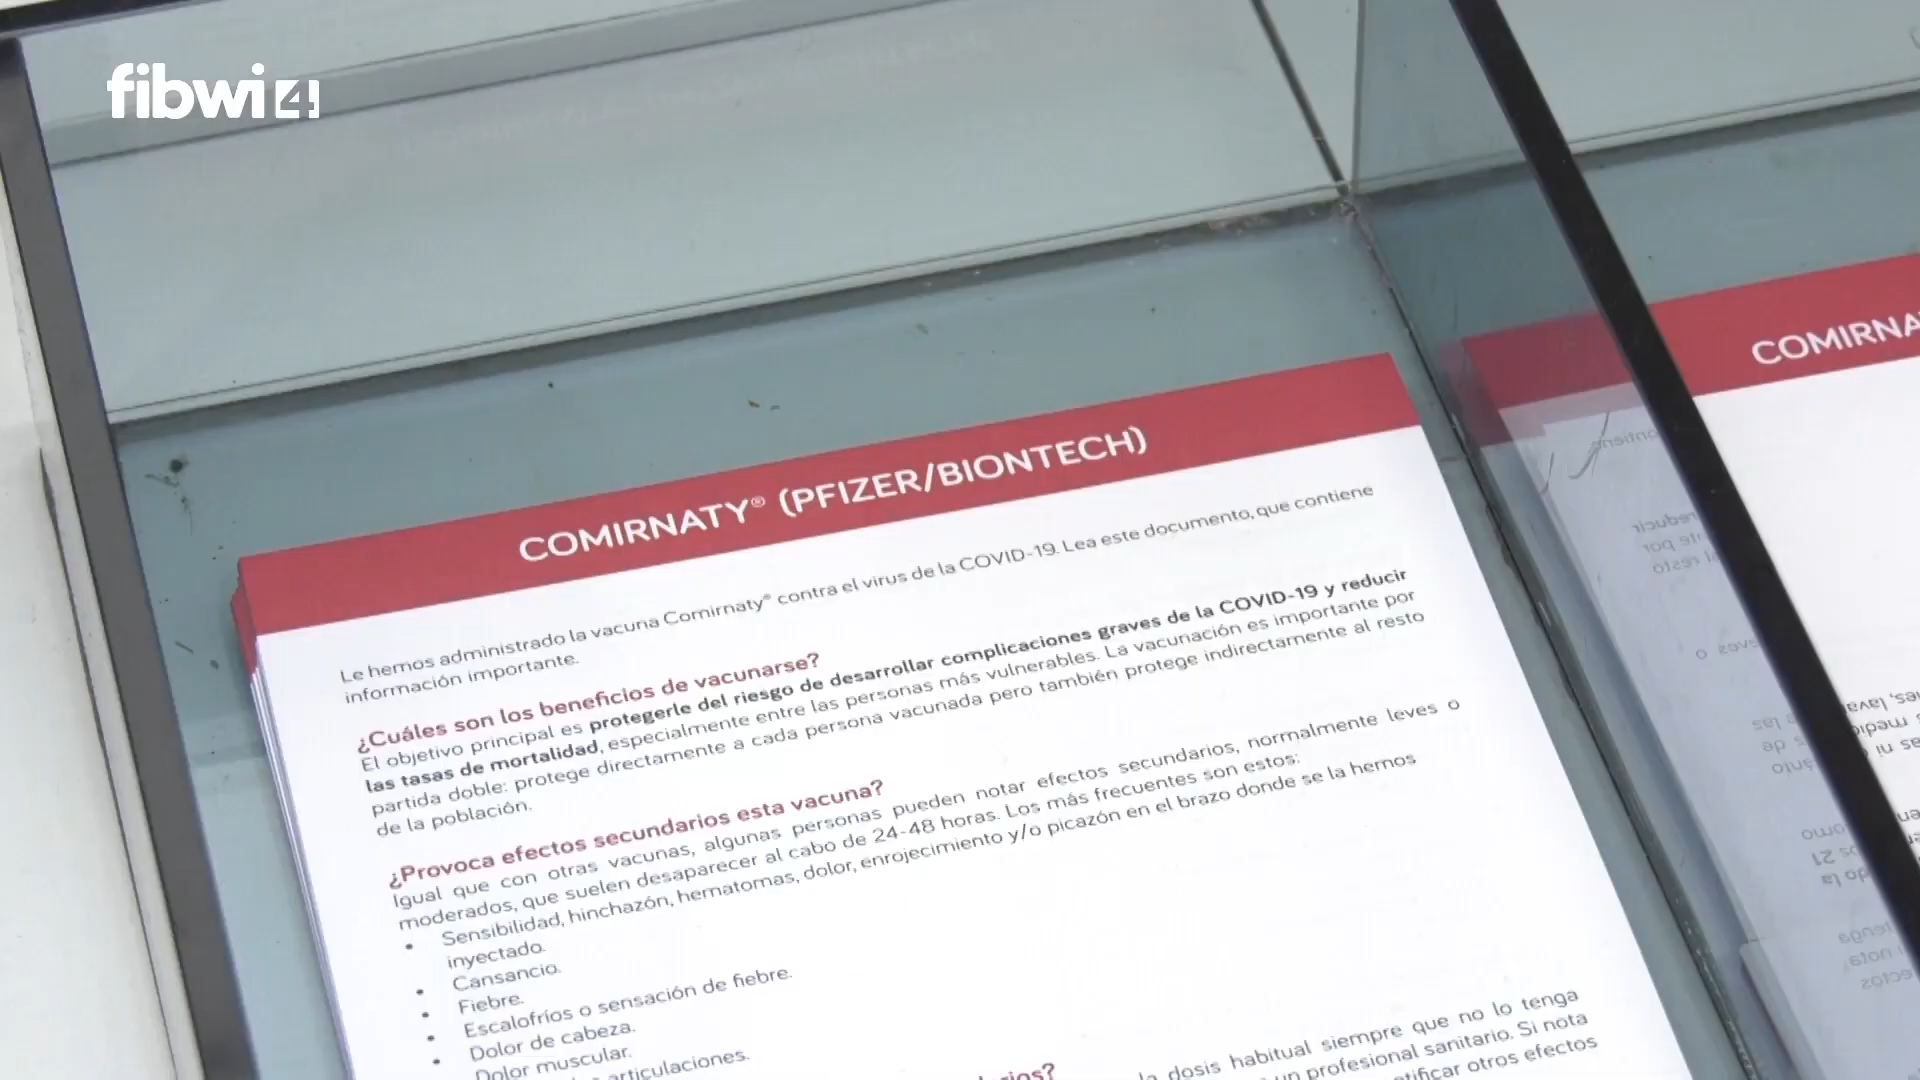 fibwi 4
COMIRNATY® (PFIZER/BIONTECH)
Le hemos administrado la vacuna Comirnaty® contra el virus de la COVID-19. Lea este documento, que contiene
información importante.
¿Cuáles son los beneficios de vacunarse?
El objetivo principal es protegerle del riesgo de desarrollar complicaciones graves de la COVID-19 y reducir
las tasas de mortalidad, especialmente entre las personas más vulnerables. La vacunación es importante por
partida doble: protege directamente a cada persona vacunada pero también protege indirectamente al resto
de la población.
¿Provoca efectos secundarios esta vacuna?
Igual que con otras vacunas, algunas personas pueden notar efectos secundarios, normalmente leves o
moderados, que suelen desaparecer al cabo de 24-48 horas. Los más frecuentes son estos:
• Sensibilidad, hinchazón, hematomas, dolor, enrojecimiento y/o picazón en el brazo donde se la hemos
inyectado.
• Cansancio.
• Fiebre.
• Escalofríos o sensación de fiebre.
• Dolor de cabeza.
Dolor muscular.
articulaciones.
la dosis habitual siempre que no lo tenga
un profesional sanitario. Si nota
otros efectos
COMIRNA